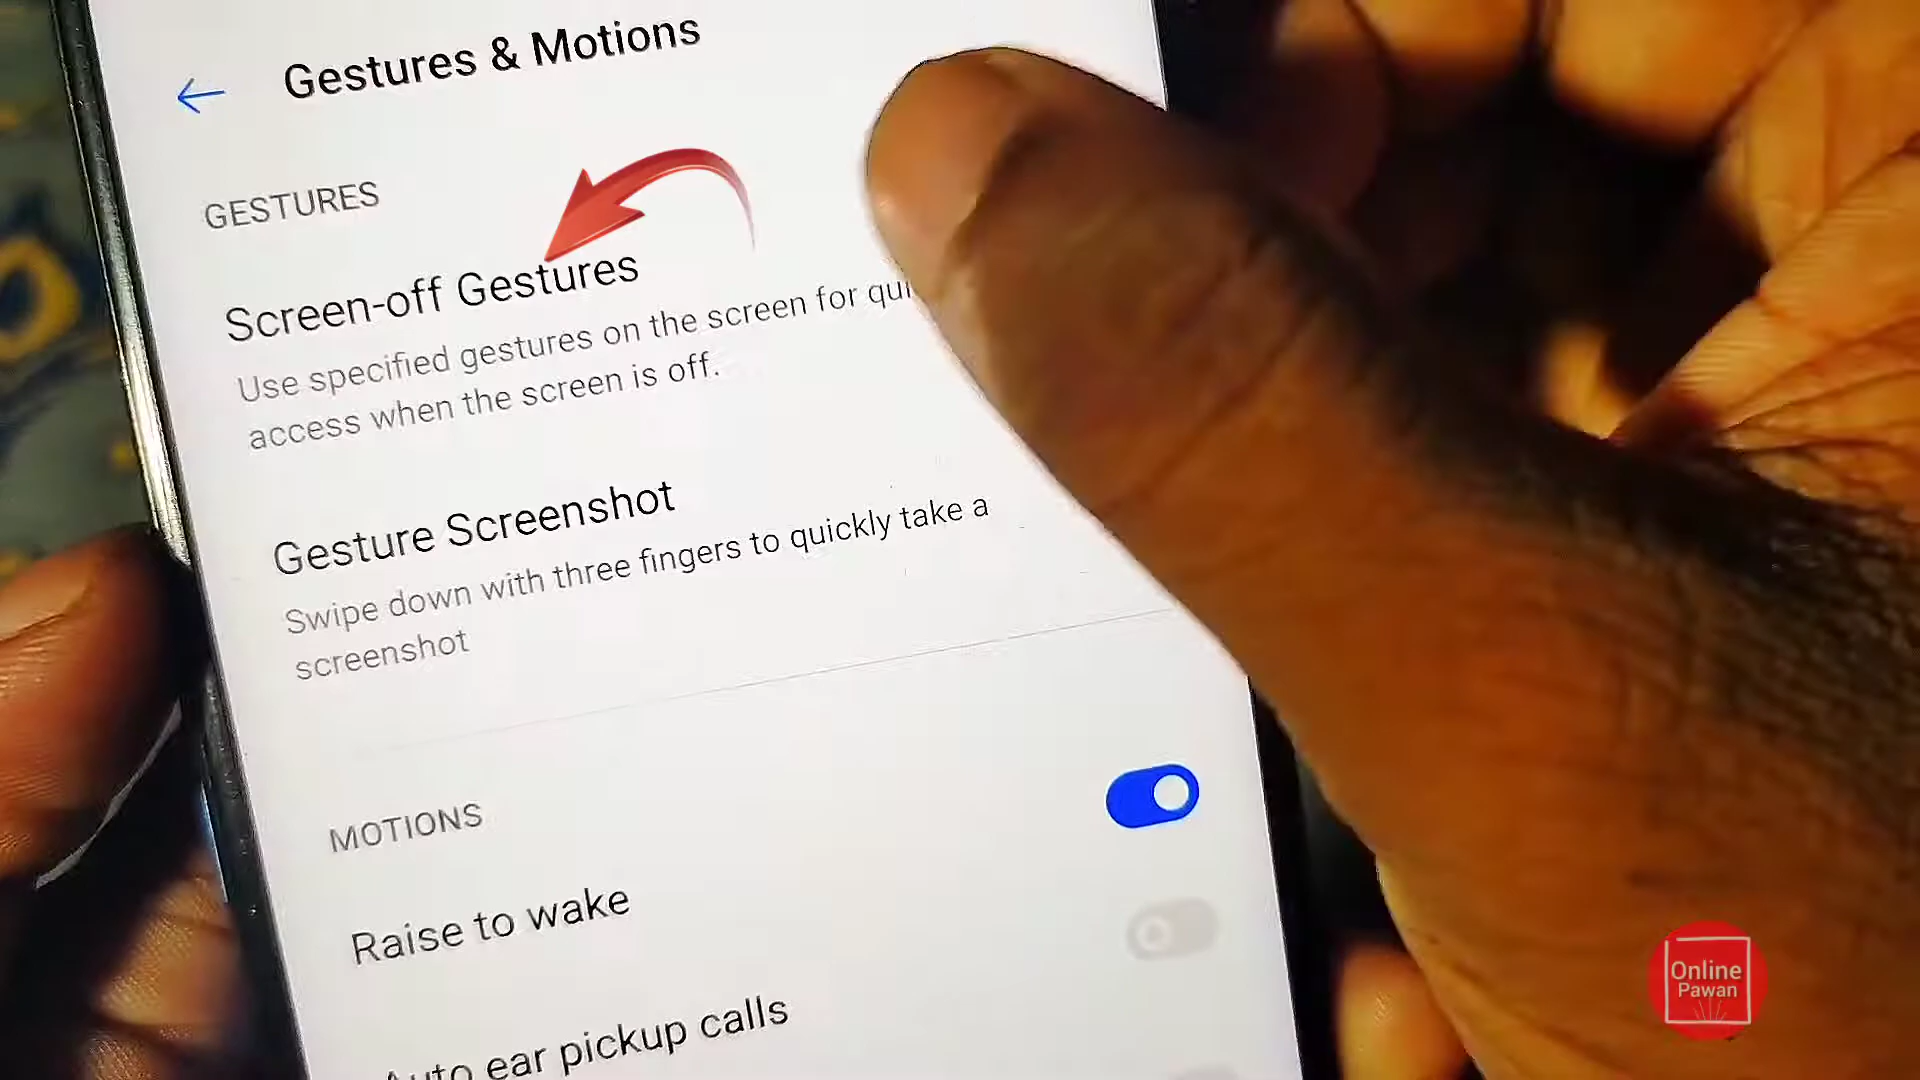 Gestures & Motions
GESTURES
Screen-off Gestures
Use specified gestures on the screen for
access when the screen is off.
Gesture Screenshot
Swipe down with three fingers to quickly take a
screenshot
MOTIONS
Raise to wake
Auto ear pickup calls
Online
Pawan